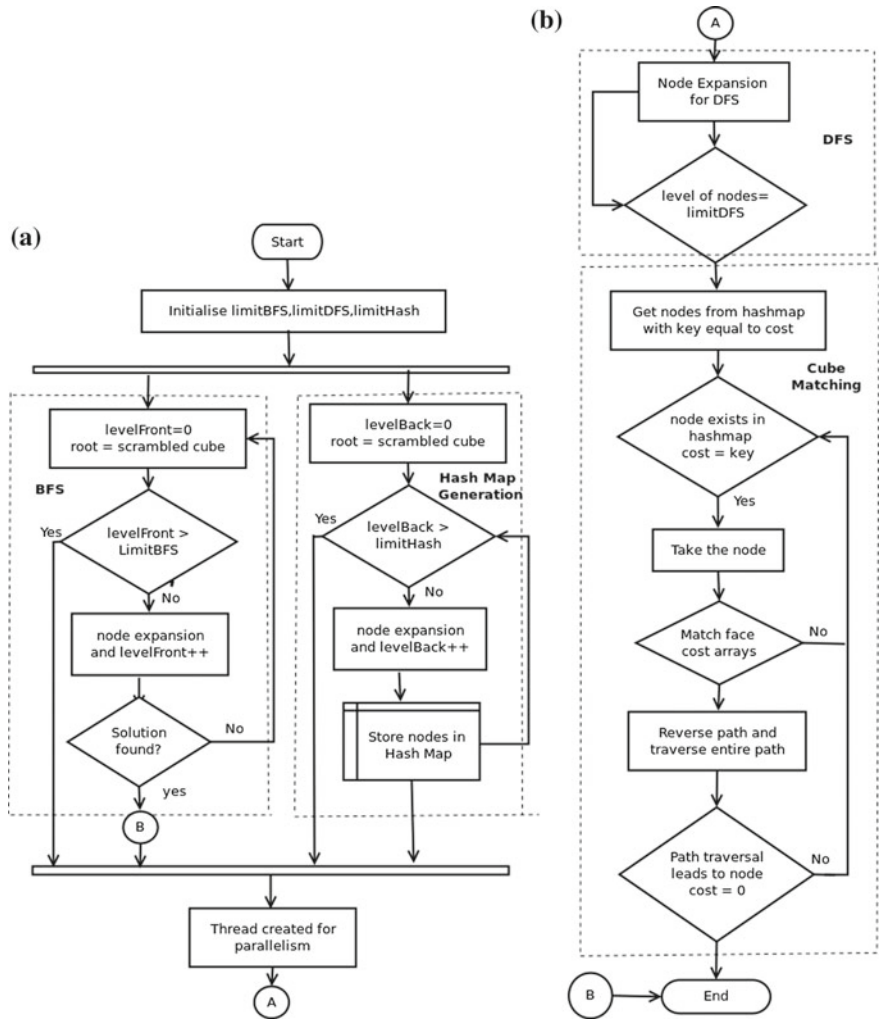 (a)
Start
Initialise limitBFS,limitDFS,limitHash
levelFront=0
root = scrambled cube
BFS
Yes
levelFront >
LimitBFS
No
node expansion
and levelFront++
Solution
found?
No
yes
B
levelBack=0
root = scrambled cube
Hash Map
Generation
Yes
levelBack >
limitHash
No
node expansion
and levelBack++
Store nodes in
Hash Map
Thread created for
parallelism
A
(b)
A
Node Expansion
for DFS
DFS
level of nodes=
limitDFS
Get nodes from hashmap
with key equal to cost
Cube
Matching
node exists in
hashmap
cost = key
Yes
Take the node
Match face
cost arrays
No
Reverse path and
traverse entire path
Path traversal
leads to node
cost = 0
No
B
End